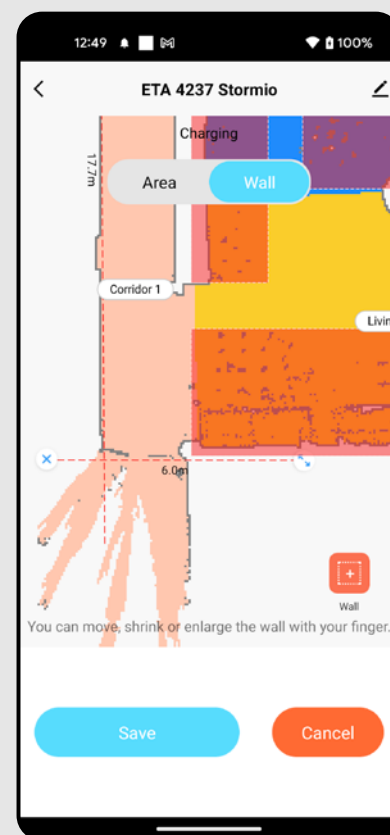 12:49
100%
ETA 4237 Stormio
Charging
17.7m
Area
Wall
Corridor 1
Livin
6.0m
Wall
You can move, shrink or enlarge the wall with your finger.
Save
Cancel